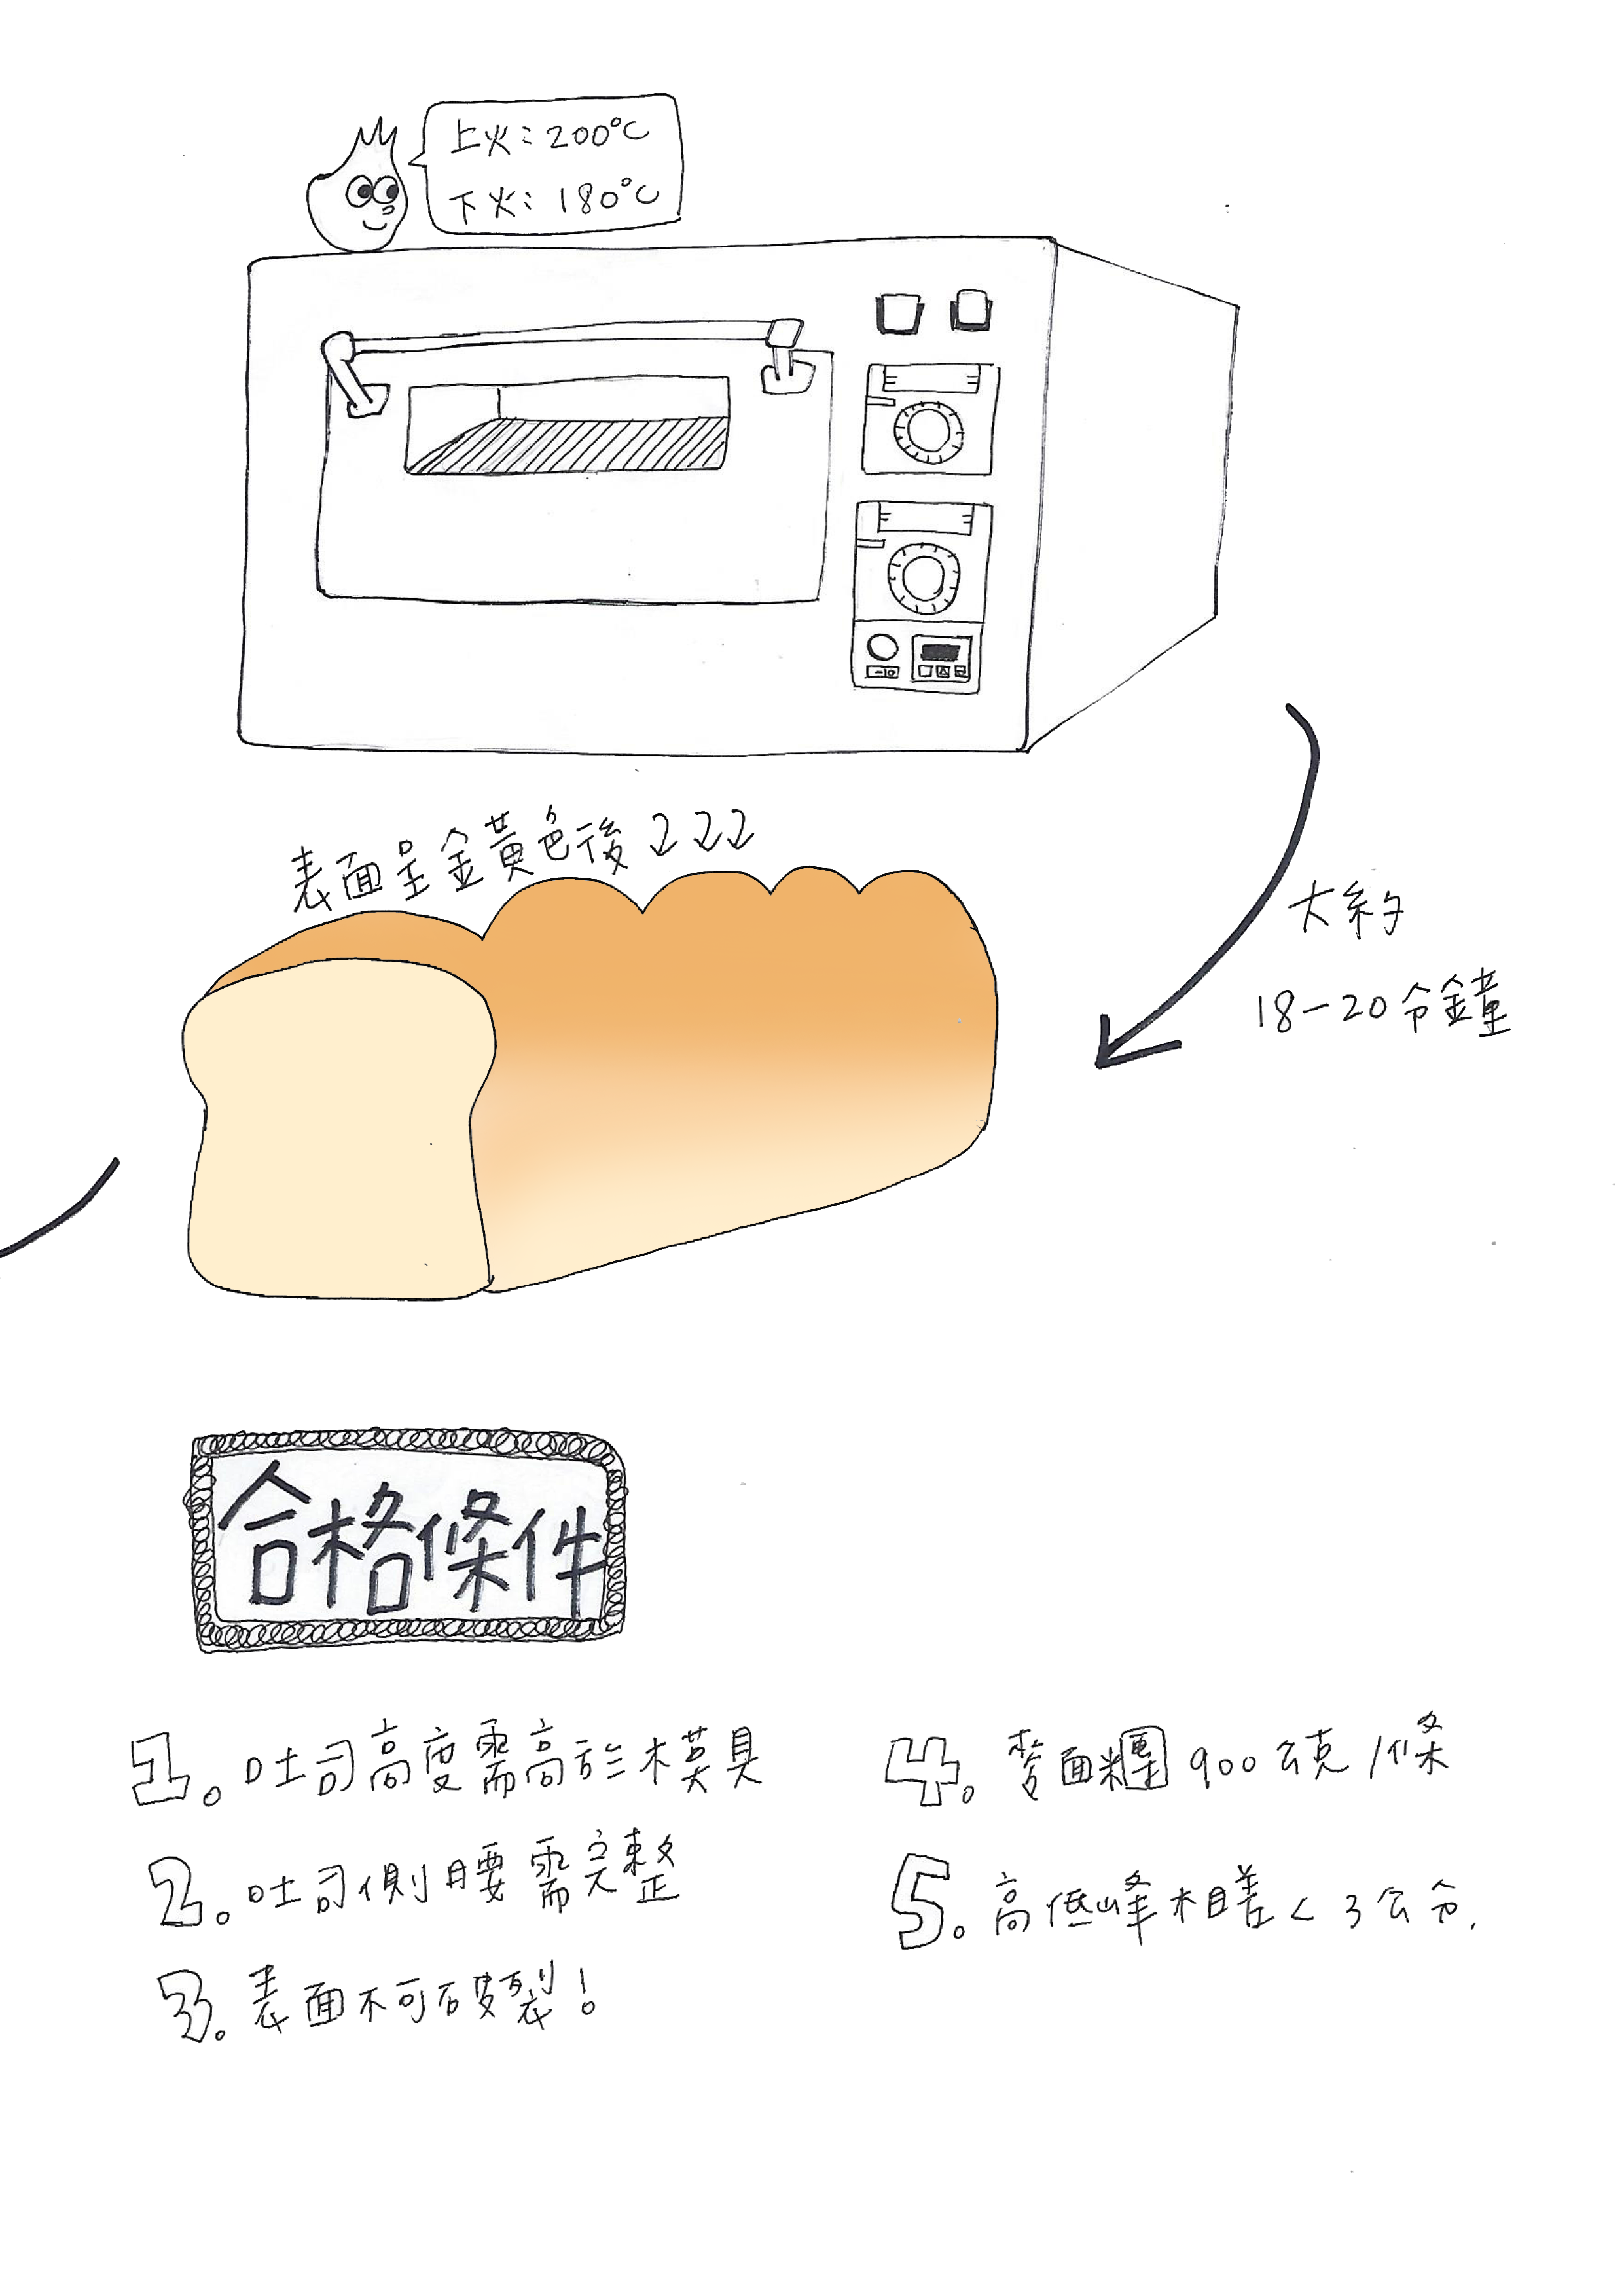 上火：200°C
下火：180°C
表面呈金黃色後
大約
18-20分鐘
合格條件
1. 吐司高度需高於模具
2. 吐司側腰需完整
3. 表面不可破裂！
4. 麥面糰900公克/條
5. 高低峰相差<3公分.